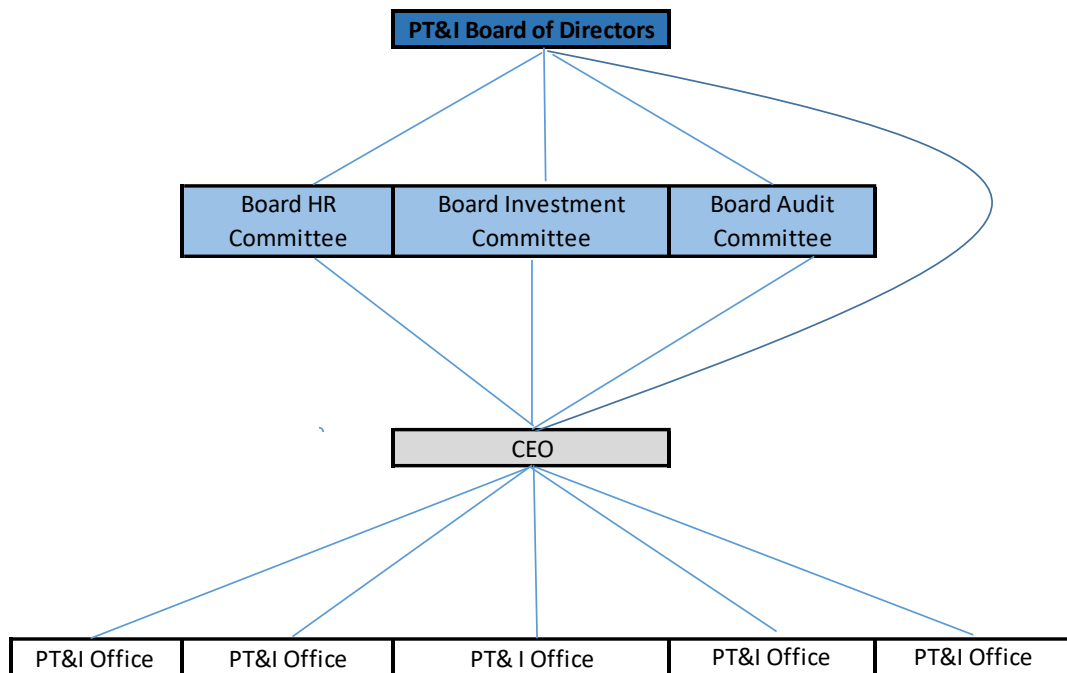 PT&I Board of Directors
Board HR
Committee
Board Investment
Committee
Board Audit
Committee
CEO
PT&I Office
PT&I Office
PT& I Office
PT&I Office
PT&I Office